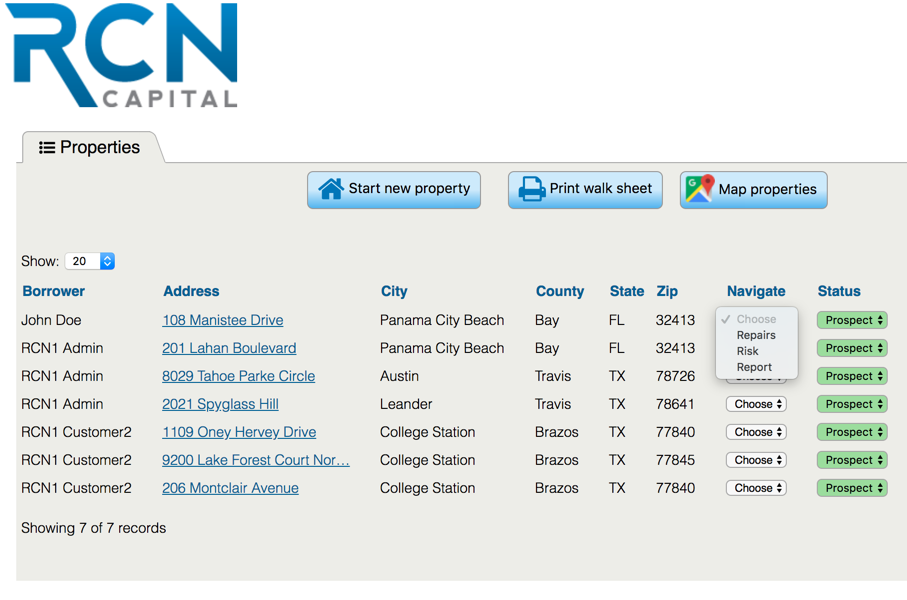 RCN
CAPITAL
Properties
Start new property Print walk sheet Map properties
Show: 20
Borrower Address City County State Zip Navigate Status
John Doe 108 Manistee Drive Panama City Beach Bay FL 32413 ✓ Choose Prospect
Repairs
RCN1 Admin 201 Lahan Boulevard Panama City Beach Bay FL 32413 Risk Prospect
Report
RCN1 Admin 8029 Tahoe Parke Circle Austin Travis TX 78726 Prospect
RCN1 Admin 2021 Spyglass Hill Leander Travis TX 78641 Choose Prospect
RCN1 Customer2 1109 Oney Hervey Drive College Station Brazos TX 77840 Choose Prospect
RCN1 Customer2 9200 Lake Forest Court Nor... College Station Brazos TX 77845 Choose Prospect
RCN1 Customer2 206 Montclair Avenue College Station Brazos TX 77840 Choose Prospect
Showing 7 of 7 records